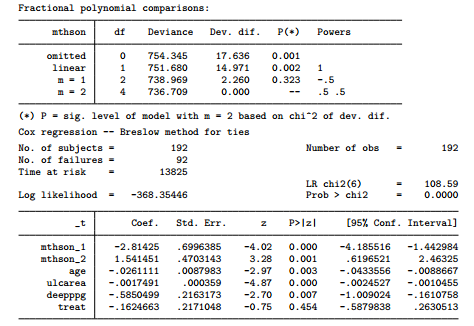 Fractional polynomial comparisons:
mthson df Deviance Dev. dif. P(*) Powers
omitted 0 754.345 17.636 0.001
linear 1 751.680 14.971 0.002 1
m = 1 2 738.969 2.260 0.323 -.5
m = 2 4 736.709 0.000 -- .5 .5
(*) P = sig. level of model with m = 2 based on chi^2 of dev. dif.
Cox regression -- Breslow method for ties
No. of subjects = 192 Number of obs = 192
No. of failures = 92
Time at risk = 13825
LR chi2(6) = 108.59
Log likelihood = -368.35446 Prob > chi2 = 0.0000
_t Coef. Std. Err. z P>|z| [95% Conf. Interval]
mthson_1 -2.81425 .6996385 -4.02 0.000 -4.185516 -1.442984
mthson_2 1.541451 .4703143 3.28 0.001 .6196521 2.46325
age -.0261111 .0087983 -2.97 0.003 -.0433556 -.0088667
ulcarea -.0017491 .000359 -4.87 0.000 -.0024527 -.0010455
deepppg -.5850499 .2163173 -2.70 0.007 -1.009024 -.1610758
treat -.1624663 .2171048 -0.75 0.454 -.5879838 .2630513